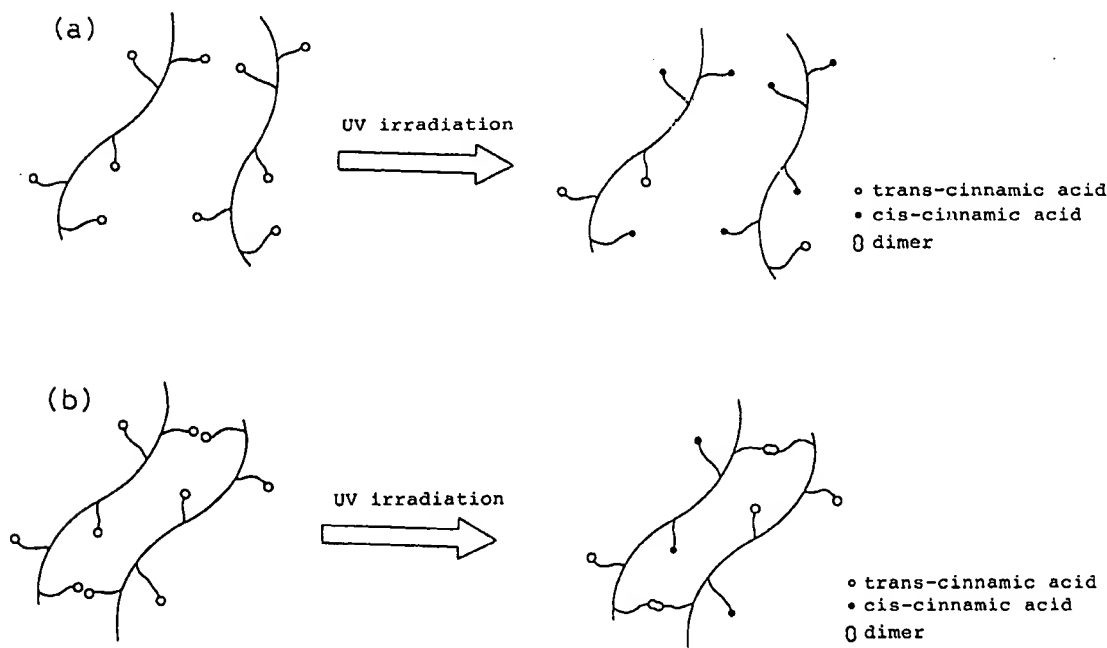 (a)
UV irradiation
trans-cinnamic acid
cis-cinnamic acid
dimer
(b)
UV irradiation
trans-cinnamic acid
cis-cinnamic acid
dimer